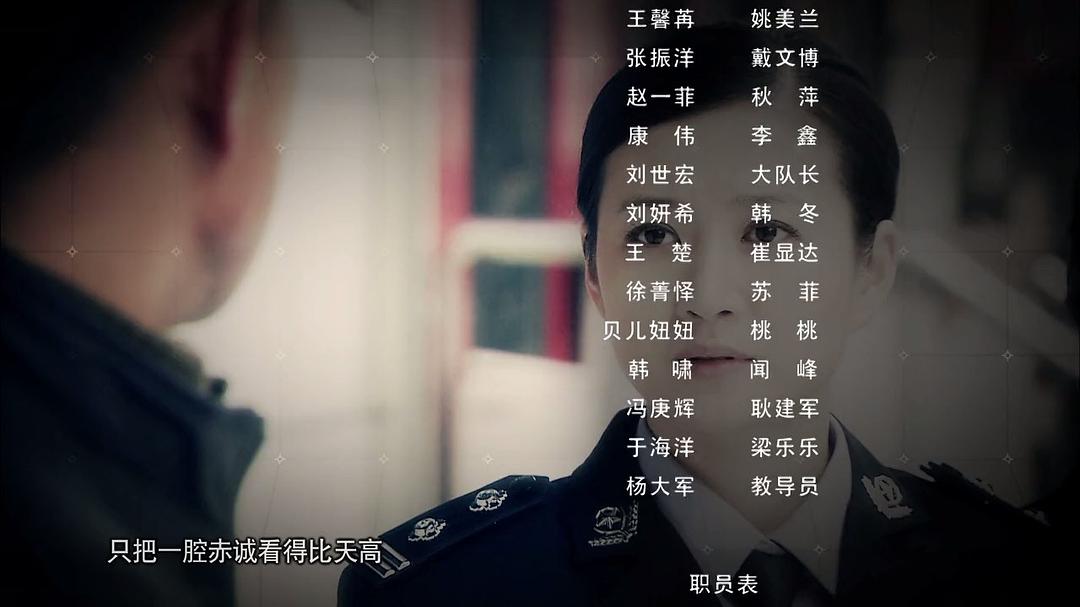 王馨苒 姚美兰
张振洋 戴文博
赵一菲 秋 萍
康 伟 李 鑫
刘世宏 大队长
刘妍希 韩 冬
王 楚 崔显达
徐菁怿 苏 菲
贝儿妞妞 桃 桃
韩 啸 闻 峰
冯庚辉 耿建军
于海洋 梁乐乐
杨大军 教导员
只把一腔赤诚看得比天高
职员表